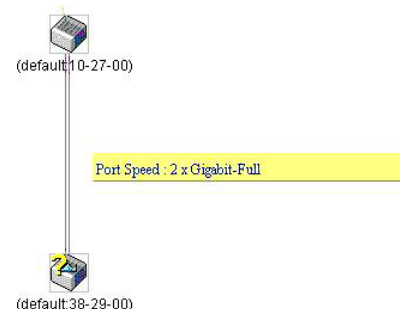 (default:10-27-00)
Port Speed : 2 x Gigabit-Full
(default:38-29-00)